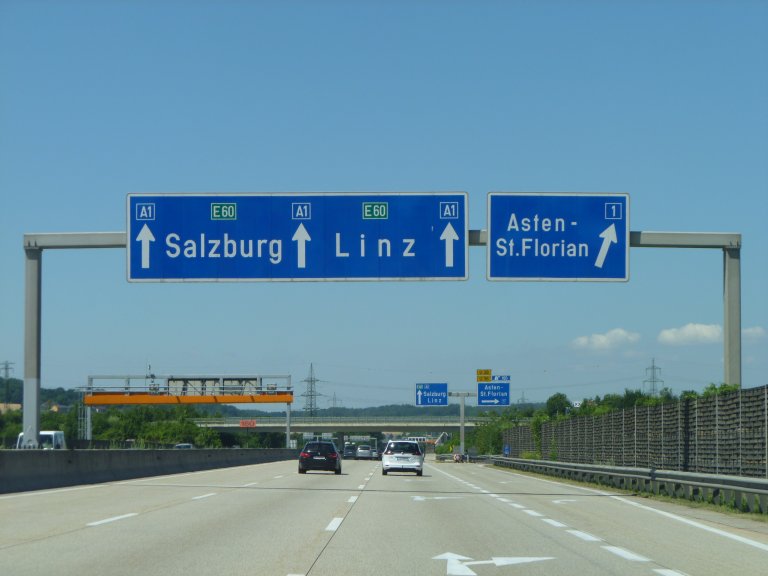 A1 E60 A1 E60 A1
Salzburg Linz
1
Asten-
St.Florian
Salzburg
Linz
Asten-
St.Florian